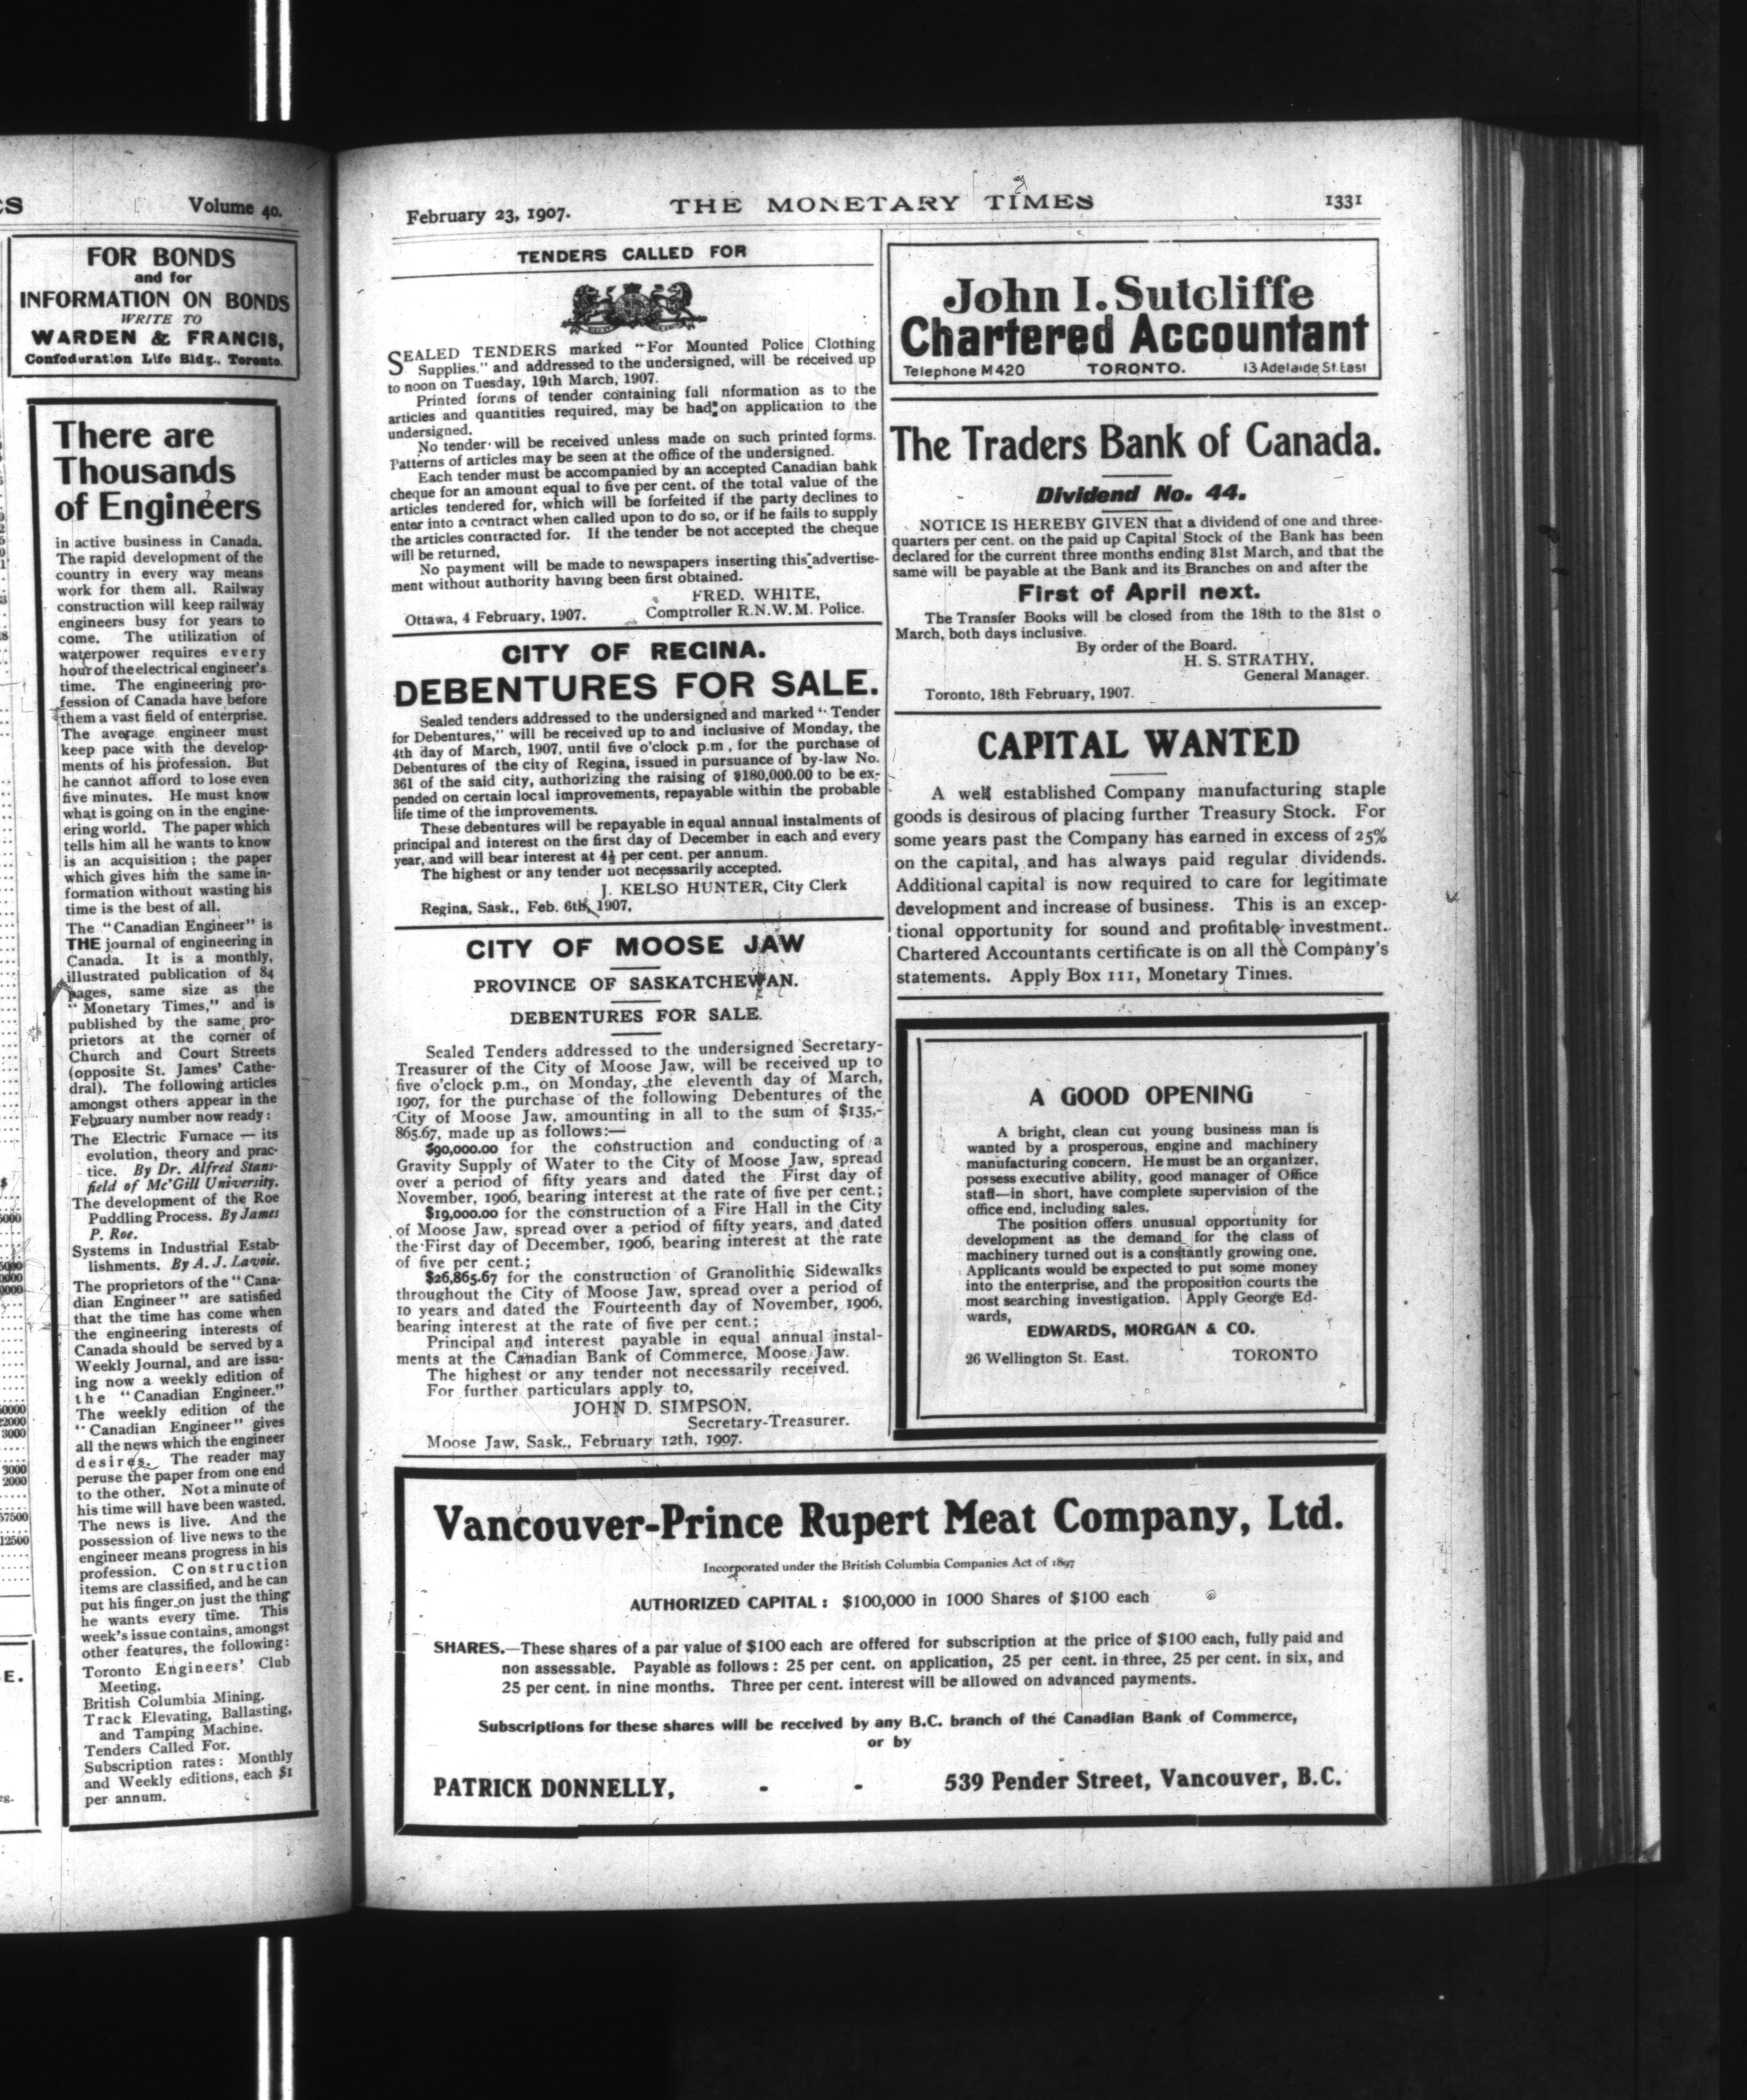 Volume 40.
FOR BONDS
and for
INFORMATION ON BONDS
WRITE TO
WARDEN & FRANCIS,
Confederation Life Bldg., Toronto.
There are
Thousands
of Engineers
in active business in Canada.
The rapid development of the
country in every way means
work for them all. Railway
construction will keep railway
engineers busy for years to
come. The utilization of
waterpower requires every
hour of the electrical engineer's
time. The engineering pro-
fession of Canada have before
them a vast field of enterprise.
The average engineer must
keep pace with the develop-
ments of his profession. But
he cannot afford to lose even
five minutes. He must know
what is going on in the engine-
ering world. The paper which
tells him all he wants to know
is an acquisition; the paper
which gives him the same in-
formation without wasting his
time is the best of all.
The "Canadian Engineer" is
THE journal of engineering in
Canada. It is a monthly,
illustrated publication of 84
pages, same size as the
"Monetary Times," and is
published by the same pro-
prietors at the corner of
Church and Court Streets
(opposite St. James' Cathe-
dral). The following articles
amongst others appear in the
February number now ready:
The Electric Furnace — its
evolution, theory and prac-
tice. By Dr. Alfred Stans-
field of Mc'Gill University.
The development of the Roe
Puddling Process. By James
P. Roe.
Systems in Industrial Estab-
lishments. By A. J. Lavoie.
The proprietors of the "Cana-
dian Engineer" are satisfied
that the time has come when
the engineering interests of
Canada should be served by a
Weekly Journal, and are issu-
ing now a weekly edition of
the "Canadian Engineer."
The weekly edition of the
"Canadian Engineer" gives
all the news which the engineer
desires. The reader may
peruse the paper from one end
to the other. Not a minute of
his time will have been wasted.
The news is live. And the
possession of live news to the
engineer means progress in his
profession. Construction
items are classified, and he can
put his finger on just the thing
he wants every time. This
week's issue contains, amongst
other features, the following:
Toronto Engineers' Club
Meeting.
British Columbia Mining.
Track Elevating, Ballasting,
and Tamping Machine.
Tenders Called For.
Subscription rates: Monthly
and Weekly editions, each $1
per annum.
February 23, 1907.
THE MONETARY TIMES
1331
TENDERS CALLED FOR
SEALED TENDERS marked "For Mounted Police Clothing
Supplies." and addressed to the undersigned, will be received up
to noon on Tuesday, 19th March, 1907.
Printed forms of tender containing full nformation as to the
articles and quantities required, may be had on application to the
undersigned.
No tender will be received unless made on such printed forms.
Patterns of articles may be seen at the office of the undersigned.
Each tender must be accompanied by an accepted Canadian bank
cheque for an amount equal to five per cent. of the total value of the
articles tendered for, which will be forfeited if the party declines to
enter into a contract when called upon to do so, or if he fails to supply
the articles contracted for. If the tender be not accepted the cheque
will be returned,
No payment will be made to newspapers inserting this advertise-
ment without authority having been first obtained.
FRED. WHITE,
Ottawa, 4 February, 1907. Comptroller R.N.W.M. Police.
CITY OF REGINA.
DEBENTURES FOR SALE.
Sealed tenders addressed to the undersigned and marked "Tender
for Debentures," will be received up to and inclusive of Monday, the
4th day of March, 1907, until five o'clock p.m, for the purchase of
Debentures of the city of Regina, issued in pursuance of by-law No.
361 of the said city, authorizing the raising of $180,000.00 to be ex-
pended on certain local improvements, repayable within the probable
life time of the improvements.
These debentures will be repayable in equal annual instalments of
principal and interest on the first day of December in each and every
year, and will bear interest at 4½ per cent. per annum.
The highest or any tender not necessarily accepted.
J. KELSO HUNTER, City Clerk
Regina, Sask., Feb. 6th, 1907,
CITY OF MOOSE JAW
PROVINCE OF SASKATCHEWAN.
DEBENTURES FOR SALE.
Sealed Tenders addressed to the undersigned Secretary-
Treasurer of the City of Moose Jaw, will be received up to
five o'clock p.m., on Monday, the eleventh day of March,
1907, for the purchase of the following Debentures of the
City of Moose Jaw, amounting in all to the sum of $135,-
865.67, made up as follows:—
$90,000.00 for the construction and conducting of a
Gravity Supply of Water to the City of Moose Jaw, spread
over a period of fifty years and dated the First day of
November, 1906, bearing interest at the rate of five per cent.;
$19,000.00 for the construction of a Fire Hall in the City
of Moose Jaw, spread over a period of fifty years, and dated
the First day of December, 1906, bearing interest at the rate
of five per cent.;
$26,865.67 for the construction of Granolithic Sidewalks
throughout the City of Moose Jaw, spread over a period of
10 years and dated the Fourteenth day of November, 1906,
bearing interest at the rate of five per cent.;
Principal and interest payable in equal annual instal-
ments at the Canadian Bank of Commerce, Moose Jaw.
The highest or any tender not necessarily received.
For further particulars apply to,
JOHN D. SIMPSON,
Secretary-Treasurer.
Moose Jaw, Sask., February 12th, 1907.
John I. Sutcliffe
Chartered Accountant
Telephone M 420 TORONTO. 13 Adelaide St. East
The Traders Bank of Canada.
Dividend No. 44.
NOTICE IS HEREBY GIVEN that a dividend of one and three-
quarters per cent. on the paid up Capital Stock of the Bank has been
declared for the current three months ending 31st March, and that the
same will be payable at the Bank and its Branches on and after the
First of April next.
The Transfer Books will be closed from the 18th to the 31st o
March, both days inclusive.
By order of the Board.
H. S. STRATHY,
General Manager.
Toronto, 18th February, 1907.
CAPITAL WANTED
A well established Company manufacturing staple
goods is desirous of placing further Treasury Stock. For
some years past the Company has earned in excess of 25%
on the capital, and has always paid regular dividends.
Additional capital is now required to care for legitimate
development and increase of business. This is an excep-
tional opportunity for sound and profitable investment.
Chartered Accountants certificate is on all the Company's
statements. Apply Box 111, Monetary Times.
A GOOD OPENING
A bright, clean cut young business man is
wanted by a prosperous, engine and machinery
manufacturing concern. He must be an organizer,
possess executive ability, good manager of Office
staff—in short, have complete supervision of the
office end, including sales.
The position offers unusual opportunity for
development as the demand for the class of
machinery turned out is a constantly growing one.
Applicants would be expected to put some money
into the enterprise, and the proposition courts the
most searching investigation. Apply George Ed-
wards,
EDWARDS, MORGAN & CO.
26 Wellington St. East. TORONTO
Vancouver-Prince Rupert Meat Company, Ltd.
Incorporated under the British Columbia Companies Act of 1897
AUTHORIZED CAPITAL: $100,000 in 1000 Shares of $100 each
SHARES.—These shares of a par value of $100 each are offered for subscription at the price of $100 each, fully paid and
non assessable. Payable as follows: 25 per cent. on application, 25 per cent. in three, 25 per cent. in six, and
25 per cent. in nine months. Three per cent. interest will be allowed on advanced payments.
Subscriptions for these shares will be received by any B.C. branch of the Canadian Bank of Commerce,
or by
PATRICK DONNELLY, - - 539 Pender Street, Vancouver, B.C.